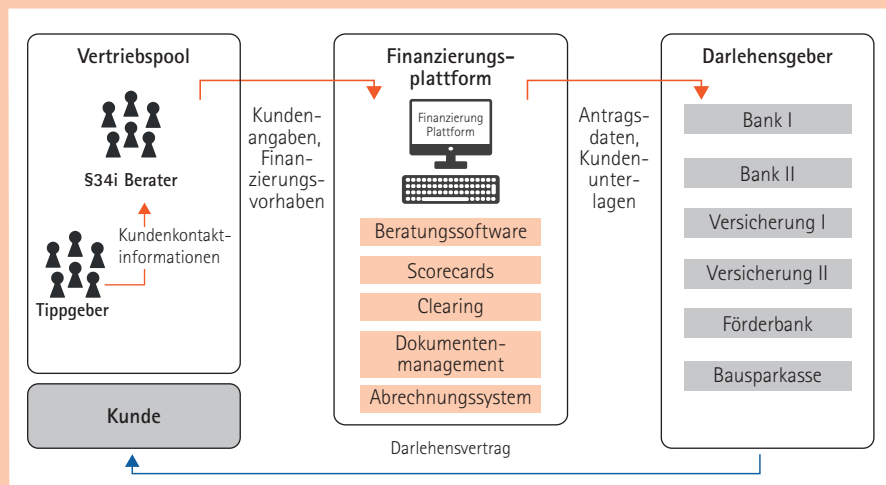 Vertriebspool
§34i Berater
Kundenkontakt-
informationen
Tippgeber
Kunde
Kunden-
angaben,
Finan-
zierungs-
vorhaben
Finanzierungs-
plattform
Finanzierung
Plattform
Beratungssoftware
Scorecards
Clearing
Dokumenten-
management
Abrechnungssystem
Antrags-
daten,
Kunden-
unter-
lagen
Darlehensgeber
Bank I
Bank II
Versicherung I
Versicherung II
Förderbank
Bausparkasse
Darlehensvertrag